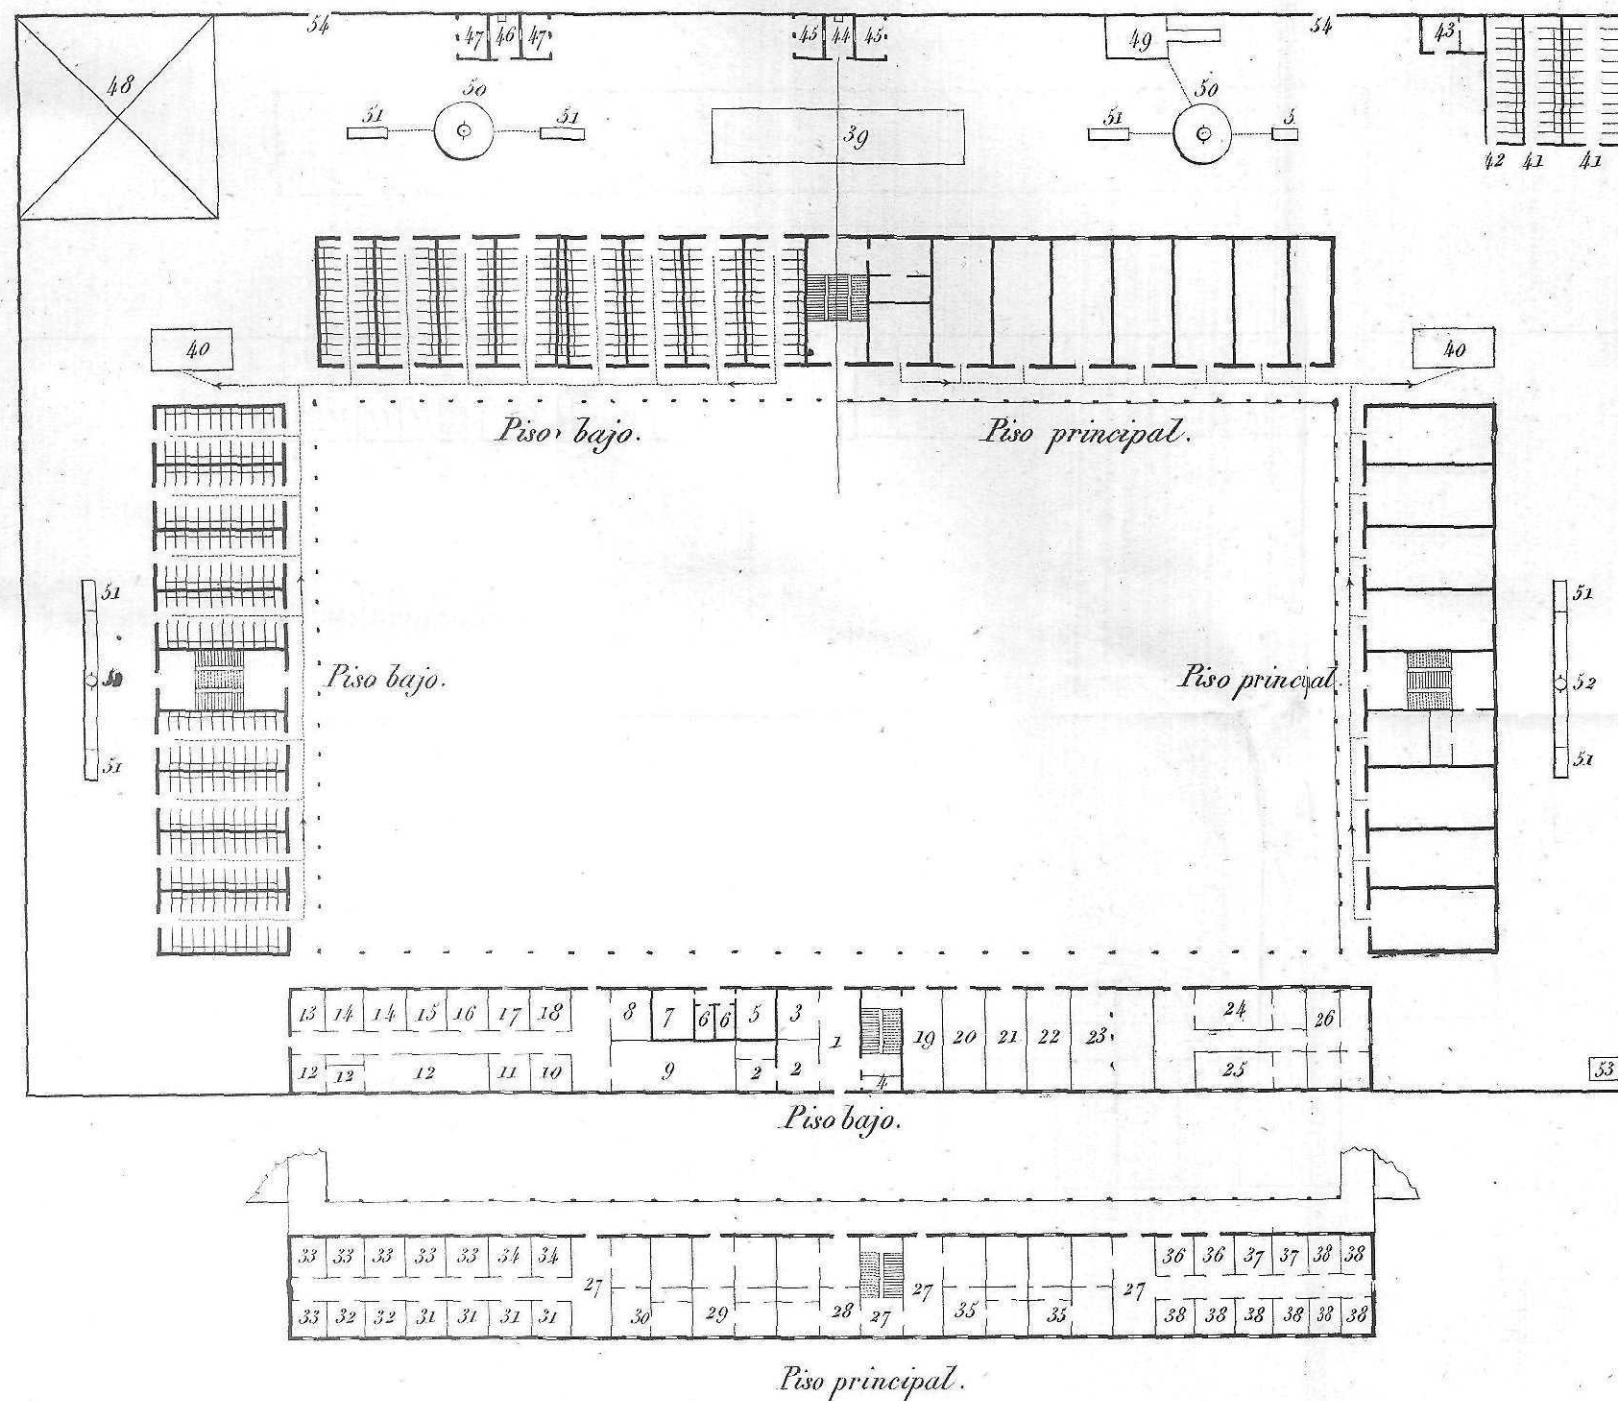 54 54
47 46 47 45 44 45 49 43
48
50 50
51 51 39 51 5
42 41 41
40 40
Piso bajo. Piso principal.
51 51
Piso bajo. Piso principal.
52
51 51
13 14 14 15 16 17 18 8 7 6 6 5 3 1 19 20 21 22 23 24 26
12 12 12 11 10 9 2 2 4 25 53
Piso bajo.
33 33 33 33 33 34 34 27 27 27 36 36 37 37 38 38
33 32 32 31 31 31 31 30 29 28 27 35 35 38 38 38 38 38 38
Piso principal.